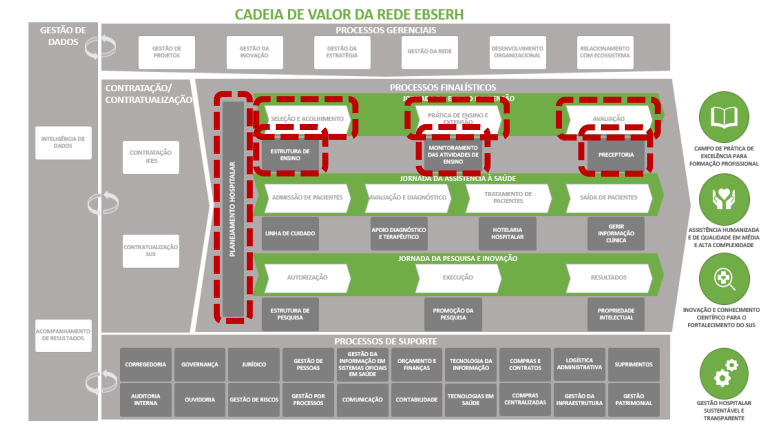 CADEIA DE VALOR DA REDE EBSERH
GESTÃO DE
DADOS
PROCESSOS GERENCIAIS
GESTÃO DE
PROJETOS
GESTÃO DA
INOVAÇÃO
GESTÃO DA
ESTRATÉGIA
GESTÃO DA REDE
DESENVOLVIMENTO
ORGANIZACIONAL
RELACIONAMENTO
COM ECOSSISTEMA
INTELIGÊNCIA DE
DADOS
ACOMPANHAMENTO
DE RESULTADOS
CONTRATAÇÃO/
CONTRATUALIZAÇÃO
CONTRATAÇÃO
IFES
CONTRATUALIZAÇÃO
SUS
PROCESSOS FINALÍSTICOS
PLANEJAMENTO HOSPITALAR
SELEÇÃO E ACOLHIMENTO
PRÁTICA DE ENSINO E
EXTENSÃO
AVALIAÇÃO
ESTRUTURA DE
ENSINO
MONITORAMENTO
DAS ATIVIDADES DE
ENSINO
PRECEPTORIA
JORNADA DA ASSISTENCIA À SAÚDE
ADMISSÃO DE PACIENTES
AVALIAÇÃO E DIAGNÓSTICO
TRATAMENTO DE
PACIENTES
SAÍDA DE PACIENTES
LINHA DE CUIDADO
APOIO DIAGNÓSTICO
E TERAPÊUTICO
HOTELARIA
HOSPITALAR
GERIR
INFORMAÇÃO
CLÍNICA
JORNADA DA PESQUISA E INOVAÇÃO
AUTORIZAÇÃO
EXECUÇÃO
RESULTADOS
ESTRUTURA DE
PESQUISA
PROMOÇÃO DA
PESQUISA
PROPRIEDADE
INTELECTUAL
PROCESSOS DE SUPORTE
CORREGEDORIA
GOVERNANÇA
JURÍDICO
GESTÃO DE
PESSOAS
GESTÃO DA
INFORMAÇÃO EM
SISTEMAS OFICIAIS
EM SAÚDE
ORÇAMENTO E
FINANÇAS
TECNOLOGIA DA
INFORMAÇÃO
COMPRAS E
CONTRATOS
LOGÍSTICA
ADMINISTRATIVA
SUPRIMENTOS
AUDITORIA
INTERNA
OUVIDORIA
GESTÃO DE RISCOS
GESTÃO POR
PROCESSOS
COMUNICAÇÃO
CONTABILIDADE
TECNOLOGIAS EM
SAÚDE
COMPRAS
CENTRALIZADAS
GESTÃO DA
INFRAESTRUTURA
GESTÃO
PATRIMONIAL
CAMPO DE PRÁTICA DE
EXCELÊNCIA PARA
FORMAÇÃO PROFISSIONAL
ASSISTÊNCIA HUMANIZADA
E DE QUALIDADE EM MÉDIA
E ALTA COMPLEXIDADE
INOVAÇÃO E CONHECIMENTO
CIENTÍFICO PARA O
FORTALECIMENTO DO SUS
GESTÃO HOSPITALAR
SUSTENTÁVEL E
TRANSPARENTE